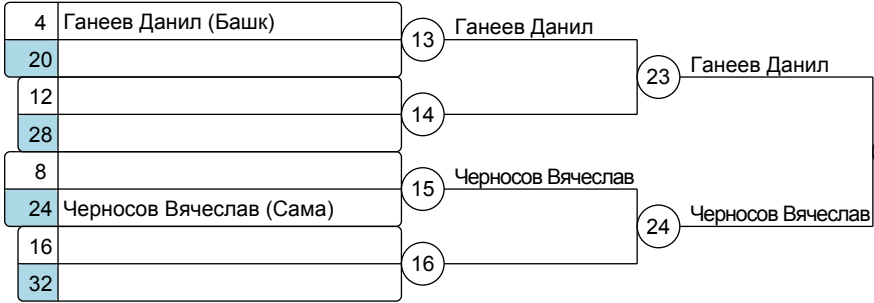 4 Ганеев Данил (Башк)
20
13 Ганеев Данил
12
28
14
23 Ганеев Данил
8
24 Черносов Вячеслав (Сама)
15 Черносов Вячеслав
16
32
16
24 Черносов Вячеслав